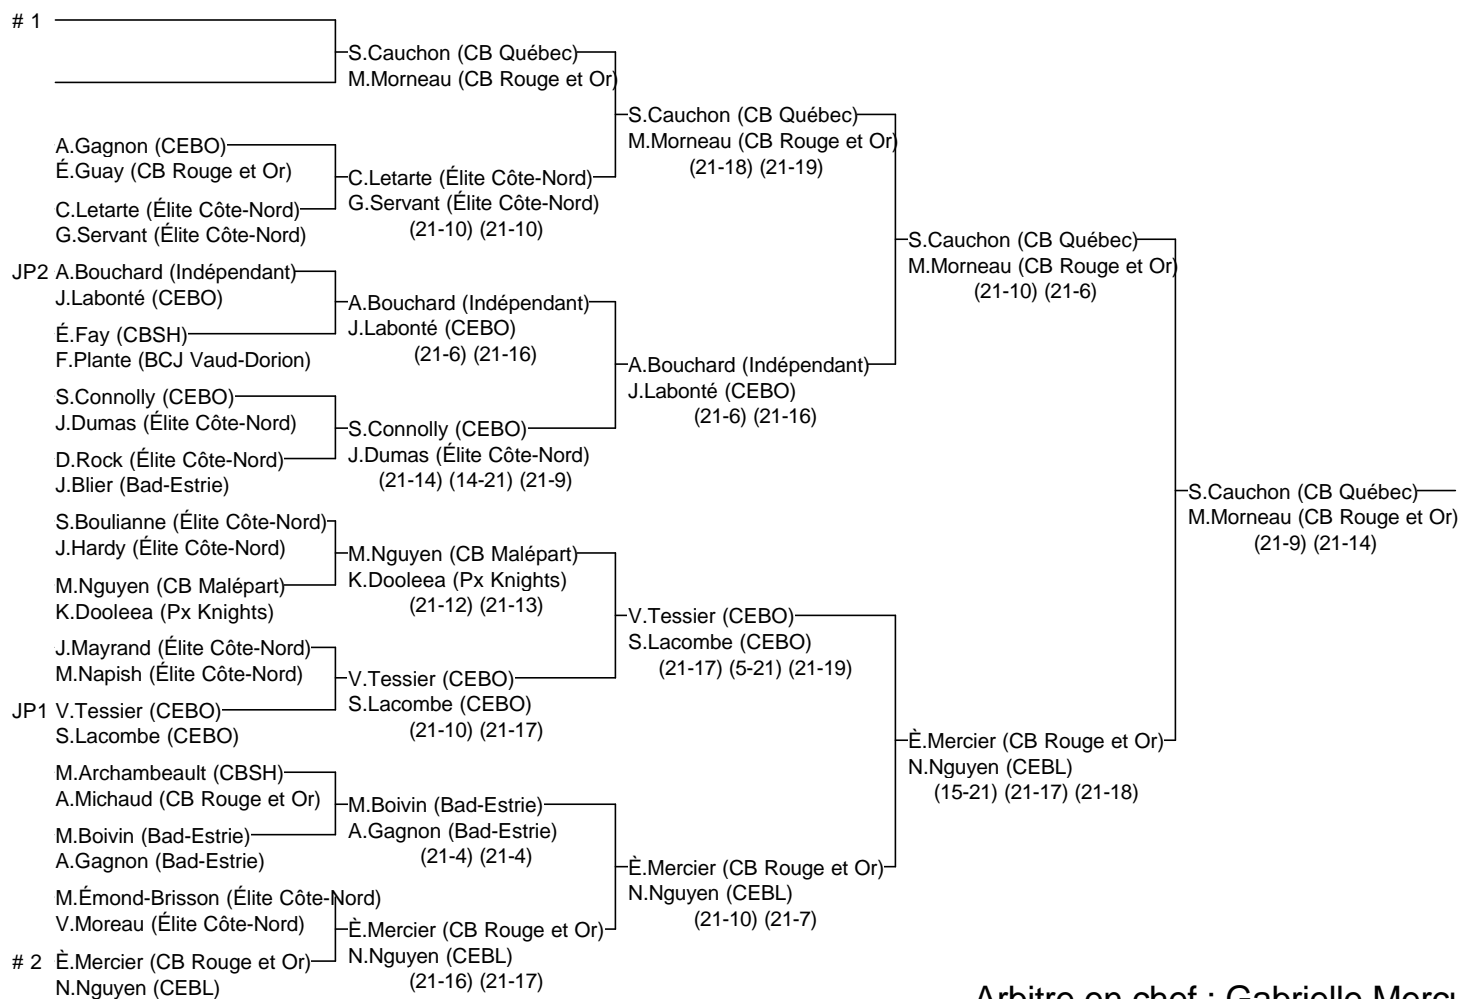 # 1
S.Cauchon (CB Québec)
M.Morneau (CB Rouge et Or)
S.Cauchon (CB Québec)
M.Morneau (CB Rouge et Or)
(21-18) (21-19)
A.Gagnon (CEBO)
É.Guay (CB Rouge et Or)
C.Letarte (Élite Côte-Nord)
G.Servant (Élite Côte-Nord)
(21-10) (21-10)
C.Letarte (Élite Côte-Nord)
G.Servant (Élite Côte-Nord)
S.Cauchon (CB Québec)
M.Morneau (CB Rouge et Or)
(21-10) (21-6)
JP2 A.Bouchard (Indépendant)
J.Labonté (CEBO)
A.Bouchard (Indépendant)
J.Labonté (CEBO)
(21-6) (21-16)
É.Fay (CBSH)
F.Plante (BCJ Vaud-Dorion)
A.Bouchard (Indépendant)
J.Labonté (CEBO)
(21-6) (21-16)
S.Connolly (CEBO)
J.Dumas (Élite Côte-Nord)
S.Connolly (CEBO)
J.Dumas (Élite Côte-Nord)
(21-14) (14-21) (21-9)
D.Rock (Élite Côte-Nord)
J.Blier (Bad-Estrie)
S.Cauchon (CB Québec)
M.Morneau (CB Rouge et Or)
(21-9) (21-14)
S.Boulianne (Élite Côte-Nord)
J.Hardy (Élite Côte-Nord)
M.Nguyen (CB Malépart)
K.Dooleea (Px Knights)
(21-12) (21-13)
M.Nguyen (CB Malépart)
K.Dooleea (Px Knights)
V.Tessier (CEBO)
S.Lacombe (CEBO)
(21-17) (5-21) (21-19)
J.Mayrand (Élite Côte-Nord)
M.Napish (Élite Côte-Nord)
V.Tessier (CEBO)
S.Lacombe (CEBO)
(21-10) (21-17)
JP1 V.Tessier (CEBO)
S.Lacombe (CEBO)
È.Mercier (CB Rouge et Or)
N.Nguyen (CEBL)
(15-21) (21-17) (21-18)
M.Archambeault (CBSH)
A.Michaud (CB Rouge et Or)
M.Boivin (Bad-Estrie)
A.Gagnon (Bad-Estrie)
(21-4) (21-4)
M.Boivin (Bad-Estrie)
A.Gagnon (Bad-Estrie)
È.Mercier (CB Rouge et Or)
N.Nguyen (CEBL)
(21-10) (21-7)
M.Émond-Brisson (Élite Côte-Nord)
V.Moreau (Élite Côte-Nord)
È.Mercier (CB Rouge et Or)
N.Nguyen (CEBL)
(21-16) (21-17)
# 2 È.Mercier (CB Rouge et Or)
N.Nguyen (CEBL)